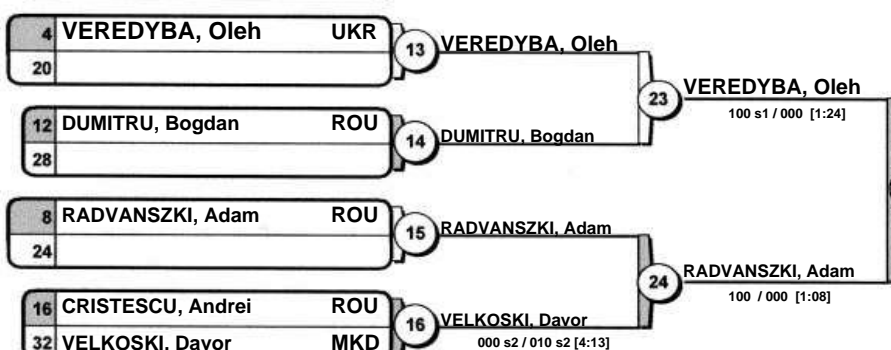 4 VEREDYBA, Oleh UKR
20
13 VEREDYBA, Oleh
23 VEREDYBA, Oleh
100 s1 / 000 [1:24]
12 DUMITRU, Bogdan ROU
28
14 DUMITRU, Bogdan
8 RADVANSZKI, Adam ROU
24
15 RADVANSZKI, Adam
24 RADVANSZKI, Adam
100 / 000 [1:08]
16 CRISTESCU, Andrei ROU
32 VELKOSKI, Davor MKD
16 VELKOSKI, Davor
000 s2 / 010 s2 [4:13]